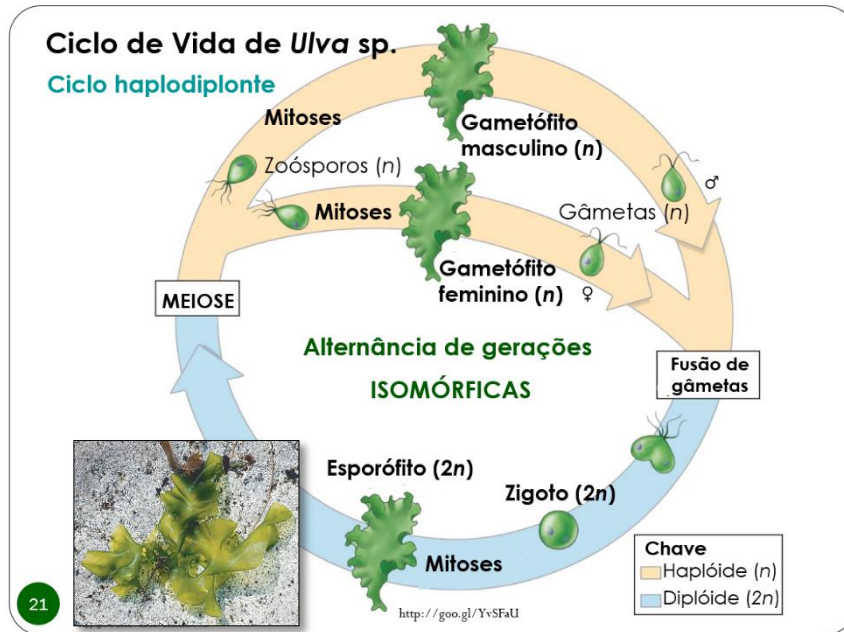 Ciclo de Vida de Ulva sp.
Ciclo haplodiplonte
Mitoses
Gametófito
masculino (n)
Zoósporos (n)
Mitoses
♂
Gâmetas (n)
Gametófito
feminino (n)
♀
MEIOSE
Alternância de gerações
ISOMÓRFICAS
Fusão de
gâmetas
Esporófito (2n)
Zigoto (2n)
Mitoses
Chave
Haplóide (n)
Diplóide (2n)
21
http://goo.gl/YvSFaU